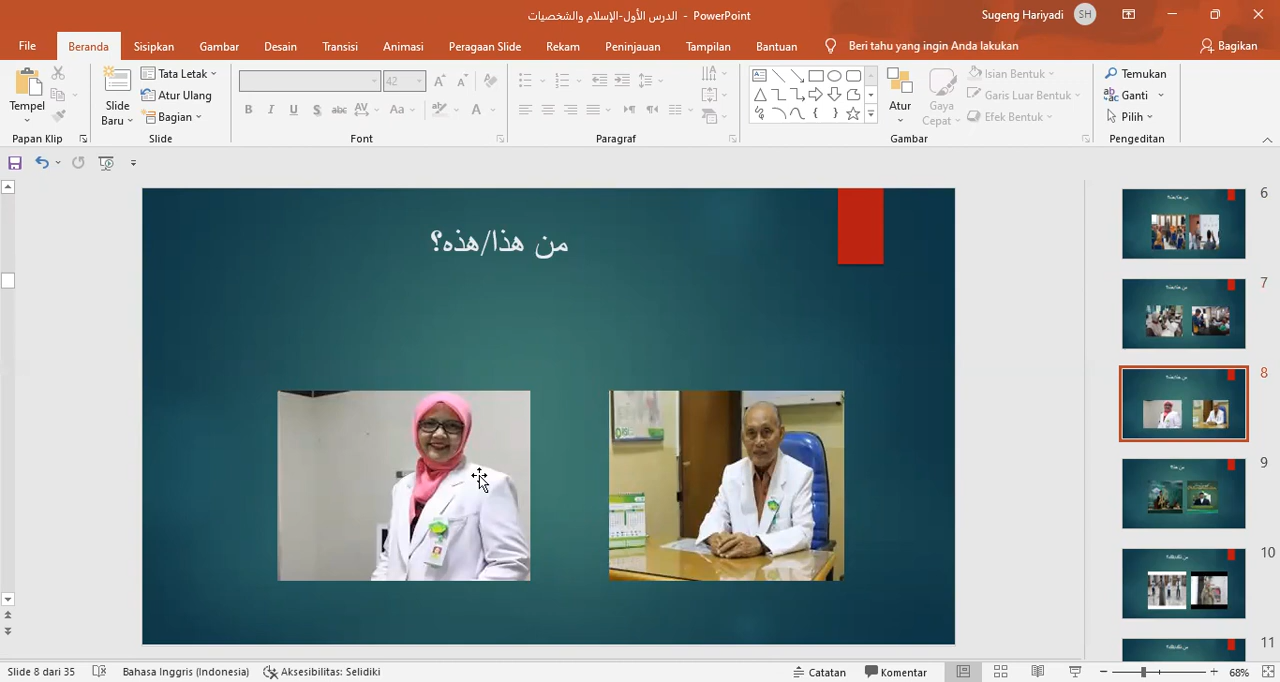 الدرس الأول-الإسلام والشخصيات - PowerPoint
Sugeng Hariyadi SH
File Beranda Sisipkan Gambar Desain Transisi Animasi Peragaan Slide Rekam Peninjauan Tampilan Bantuan Beri tahu yang ingin Anda lakukan Bagikan
Tempel
Papan Klip
Slide Baru
Tata Letak
Atur Ulang
Bagian
Slide
42
Font
Paragraf
Atur
Gaya Cepat
Isian Bentuk
Garis Luar Bentuk
Efek Bentuk
Gambar
Temukan
Ganti
Pilih
Pengeditan
من هذا/هذه؟
6
7
8
9
10
11
Slide 8 dari 35 Bahasa Inggris (Indonesia) Aksesibilitas: Selidiki Catatan Komentar 68%